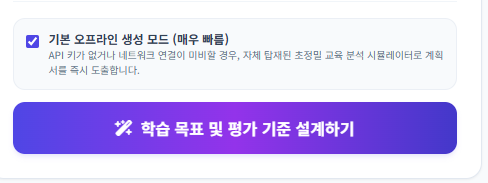 기본 오프라인 생성 모드 (매우 빠름)
API 키가 없거나 네트워크 연결이 미비할 경우, 자체 탑재된 초정밀 교육 분석 시뮬레이터로 계획
서를 즉시 도출합니다.
학습 목표 및 평가 기준 설계하기